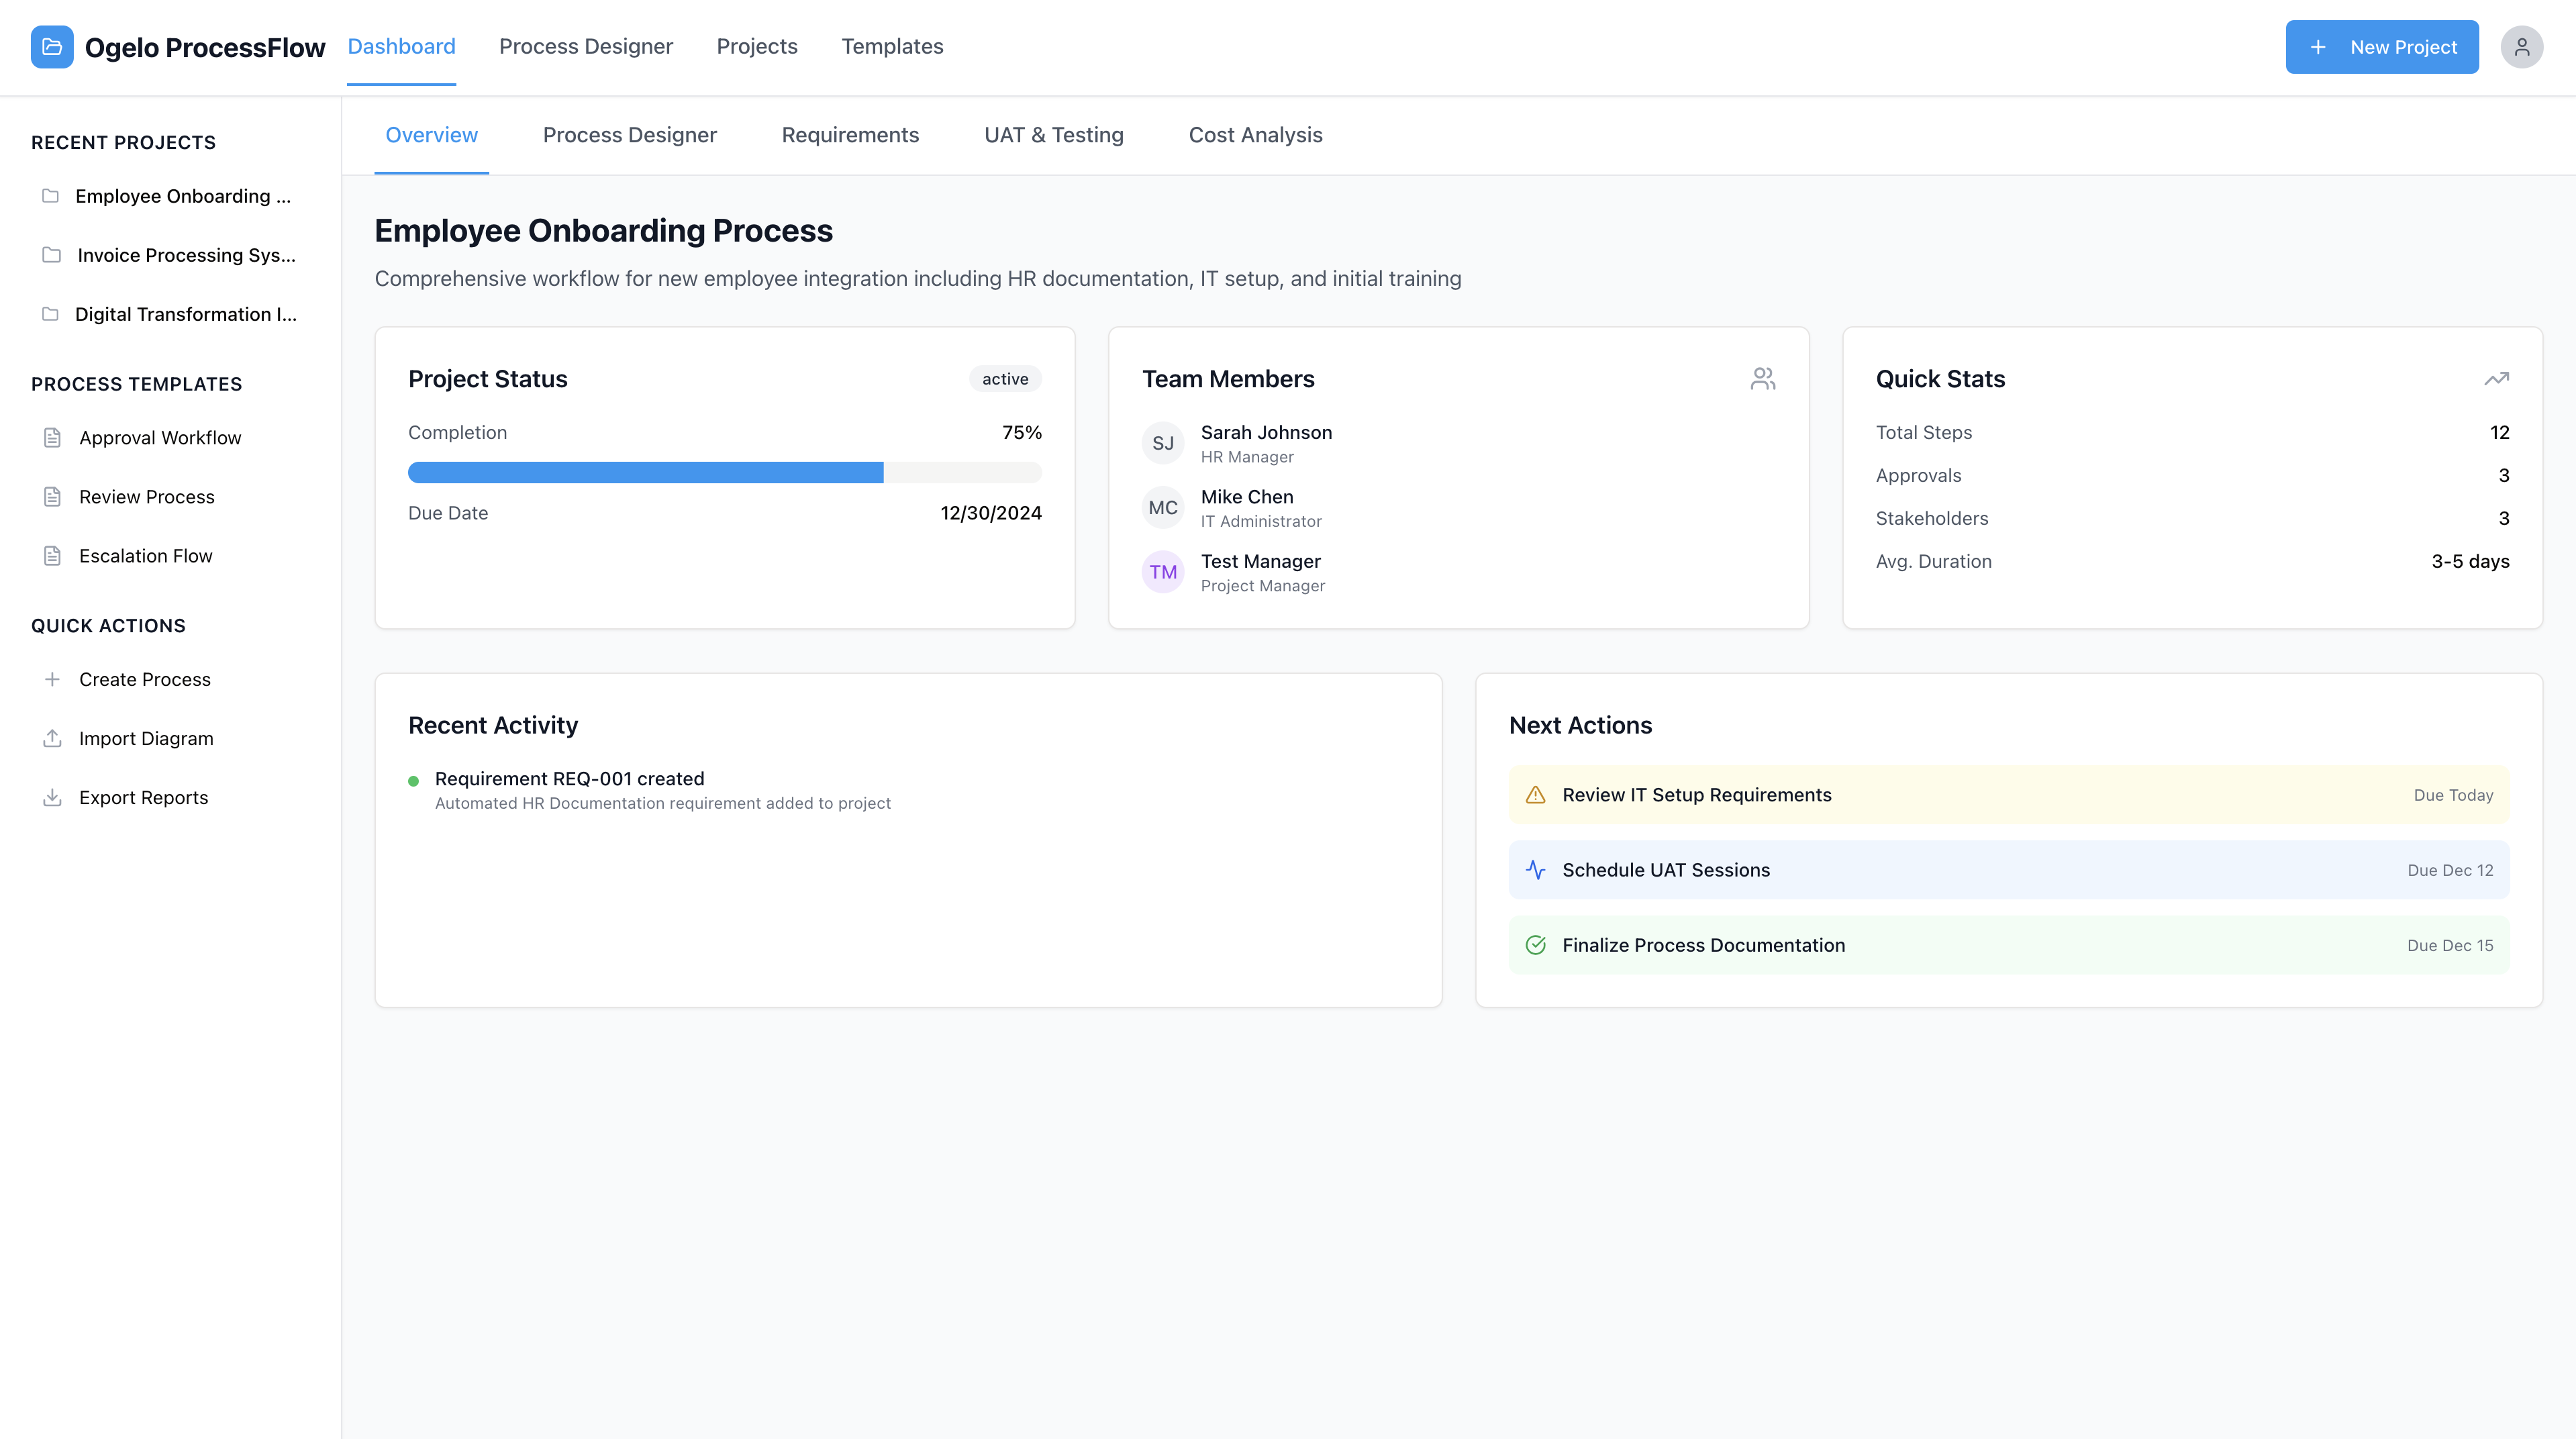 Ogelo ProcessFlow
Dashboard
Process Designer
Projects
Templates
New Project
RECENT PROJECTS
Employee Onboarding ...
Invoice Processing Sys...
Digital Transformation I...
PROCESS TEMPLATES
Approval Workflow
Review Process
Escalation Flow
QUICK ACTIONS
Create Process
Import Diagram
Export Reports
Overview
Process Designer
Requirements
UAT & Testing
Cost Analysis
Employee Onboarding Process
Comprehensive workflow for new employee integration including HR documentation, IT setup, and initial training
Project Status
active
Completion
75%
Due Date
12/30/2024
Team Members
SJ
Sarah Johnson
HR Manager
MC
Mike Chen
IT Administrator
TM
Test Manager
Project Manager
Quick Stats
Total Steps
12
Approvals
3
Stakeholders
3
Avg. Duration
3-5 days
Recent Activity
Requirement REQ-001 created
Automated HR Documentation requirement added to project
Next Actions
Review IT Setup Requirements
Due Today
Schedule UAT Sessions
Due Dec 12
Finalize Process Documentation
Due Dec 15